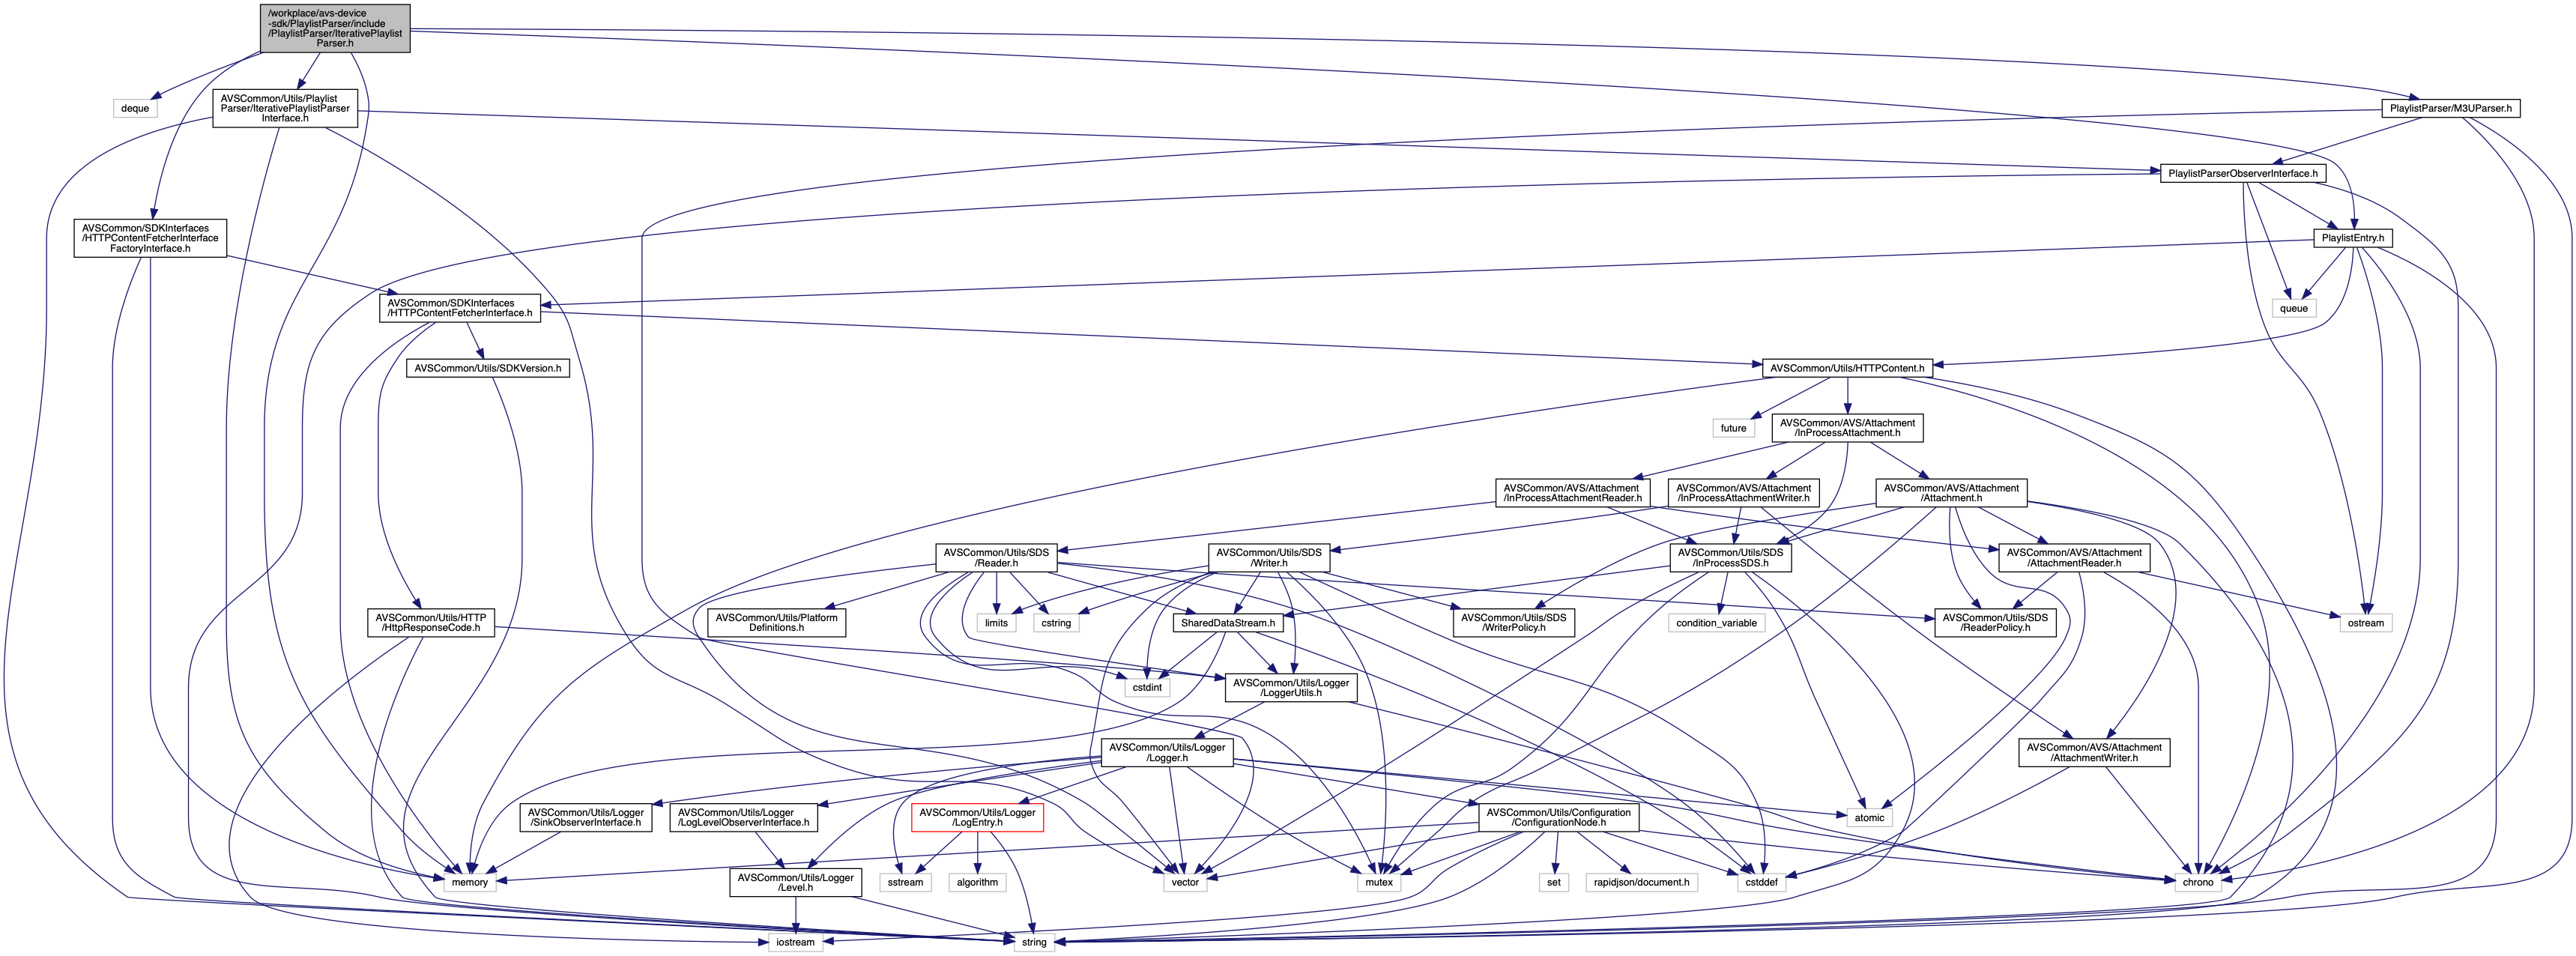 /workplace/avs-device
-sdk/PlaylistParser/include
/PlaylistParser/IterativePlaylist
Parser.h
deque
AVSCommon/Utils/Playlist
Parser/IterativePlaylistParser
Interface.h
PlaylistParser/M3UParser.h
PlaylistParserObserverInterface.h
AVSCommon/SDKInterfaces
/HTTPContentFetcherInterface
FactoryInterface.h
PlaylistEntry.h
AVSCommon/SDKInterfaces
/HTTPContentFetcherInterface.h
queue
AVSCommon/Utils/SDKVersion.h
AVSCommon/Utils/HTTPContent.h
future
AVSCommon/AVS/Attachment
/InProcessAttachment.h
AVSCommon/AVS/Attachment
/InProcessAttachmentReader.h
AVSCommon/AVS/Attachment
/InProcessAttachmentWriter.h
AVSCommon/AVS/Attachment
/Attachment.h
AVSCommon/Utils/SDS
/Reader.h
AVSCommon/Utils/SDS
/Writer.h
AVSCommon/Utils/SDS
/InProcessSDS.h
AVSCommon/AVS/Attachment
/AttachmentReader.h
AVSCommon/Utils/HTTP
/HttpResponseCode.h
AVSCommon/Utils/Platform
Definitions.h
limits
cstring
SharedDataStream.h
AVSCommon/Utils/SDS
/WriterPolicy.h
condition_variable
AVSCommon/Utils/SDS
/ReaderPolicy.h
ostream
cstdint
AVSCommon/Utils/Logger
/LoggerUtils.h
AVSCommon/Utils/Logger
/Logger.h
AVSCommon/AVS/Attachment
/AttachmentWriter.h
AVSCommon/Utils/Logger
/SinkObserverInterface.h
AVSCommon/Utils/Logger
/LogLevelObserverInterface.h
AVSCommon/Utils/Logger
/LogEntry.h
AVSCommon/Utils/Configuration
/ConfigurationNode.h
atomic
memory
AVSCommon/Utils/Logger
/Level.h
sstream
algorithm
vector
mutex
set
rapidjson/document.h
cstddef
chrono
iostream
string